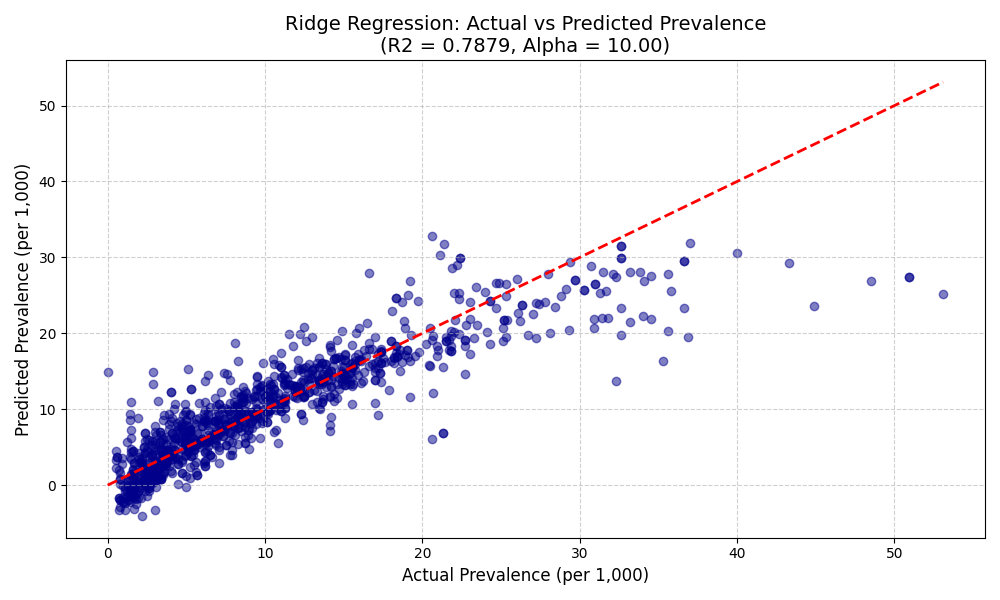 Ridge Regression: Actual vs Predicted Prevalence
(R2 = 0.7879, Alpha = 10.00)
Predicted Prevalence (per 1,000)
50
40
30
20
10
0
0 10 20 30 40 50
Actual Prevalence (per 1,000)